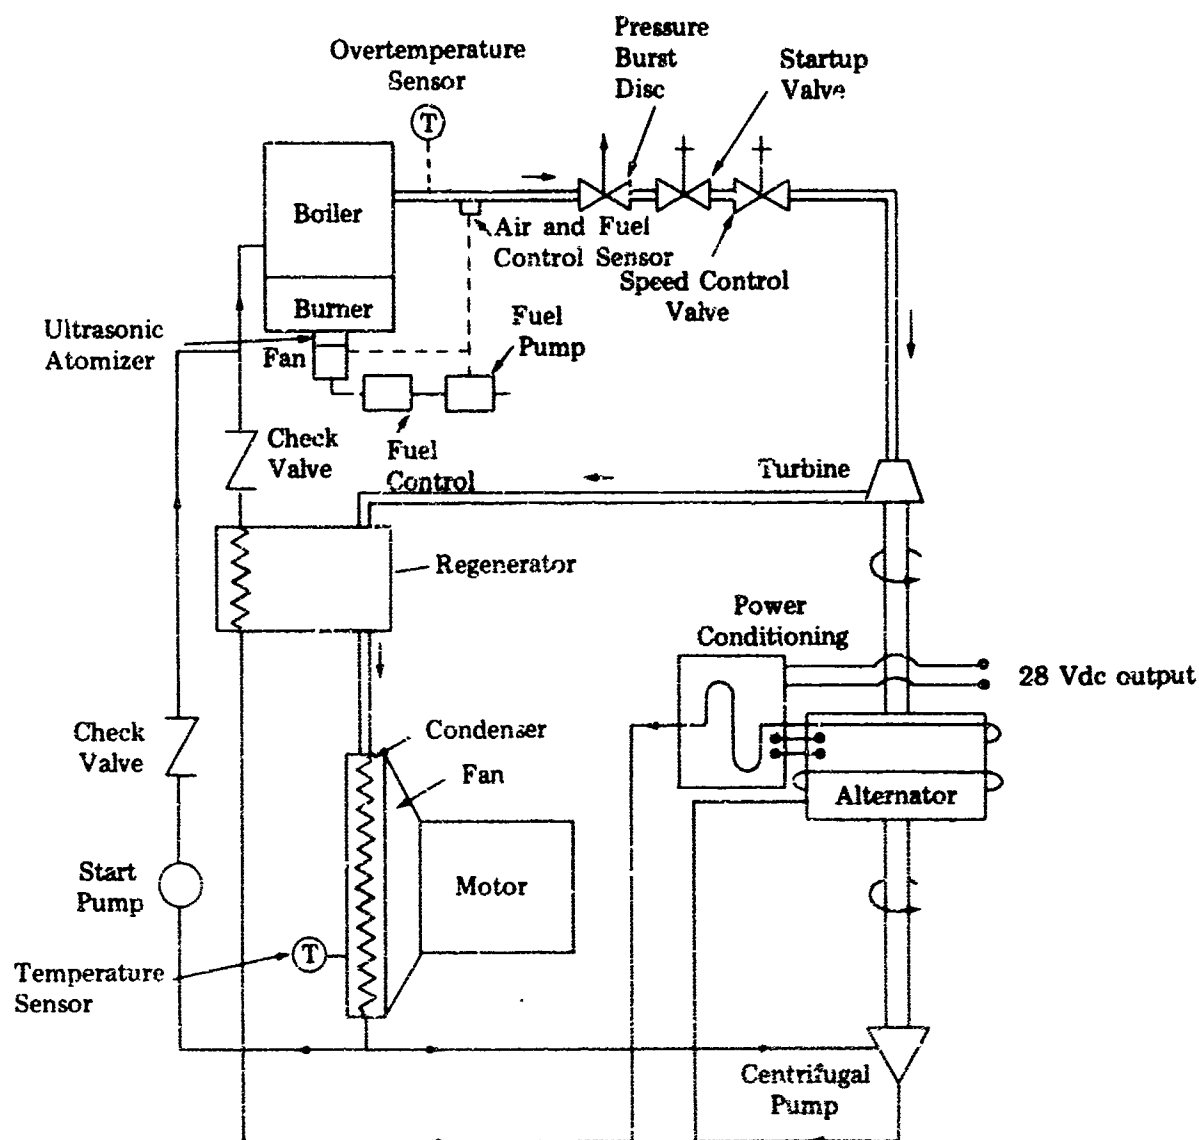 Pressure
Burst
Disc
Overtemperature
Sensor
Startup
Valve
T
Boiler
Air and Fuel
Control Sensor
Speed Control
Valve
Burner
Ultrasonic
Atomizer
Fan
Fuel
Pump
Check
Valve
Fuel
Control
Turbine
Regenerator
Power
Conditioning
28 Vdc output
Check
Valve
Condenser
Fan
Alternator
Start
Pump
Motor
T
Temperature
Sensor
Centrifugal
Pump